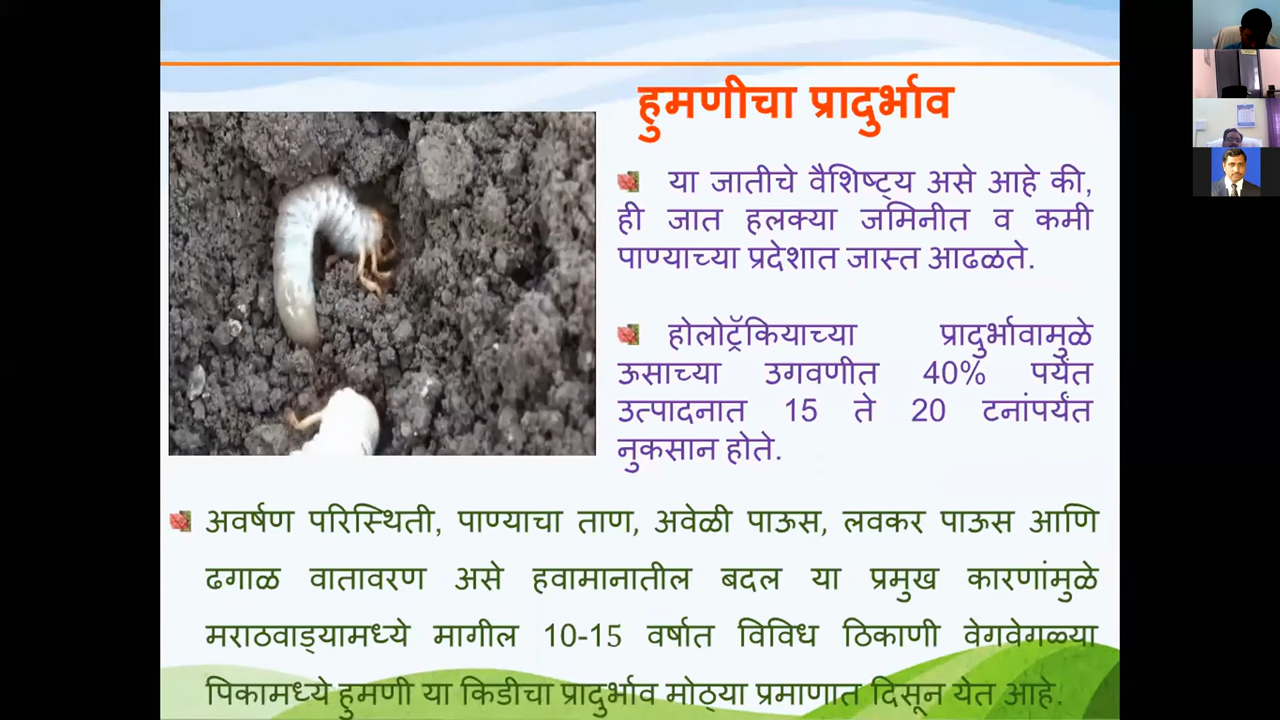 हुमणीचा प्रादुर्भाव
या जातीचे वैशिष्ट्य असे आहे की,
ही जात हलक्या जमिनीत व कमी
पाण्याच्या प्रदेशात जास्त आढळते.
होलोट्रॅकियाच्या प्रादुर्भावामुळे
ऊसाच्या उगवणीत 40% पर्यंत
उत्पादनात 15 ते 20 टनांपर्यंत
नुकसान होते.
अवर्षण परिस्थिती, पाण्याचा ताण, अवेळी पाऊस, लवकर पाऊस आणि
ढगाळ वातावरण असे हवामानातील बदल या प्रमुख कारणांमुळे
मराठवाड्यामध्ये मागील 10-15 वर्षात विविध ठिकाणी वेगवेगळ्या
पिकामध्ये हुमणी या किडीचा प्रादुर्भाव मोठ्या प्रमाणात दिसून येत आहे.